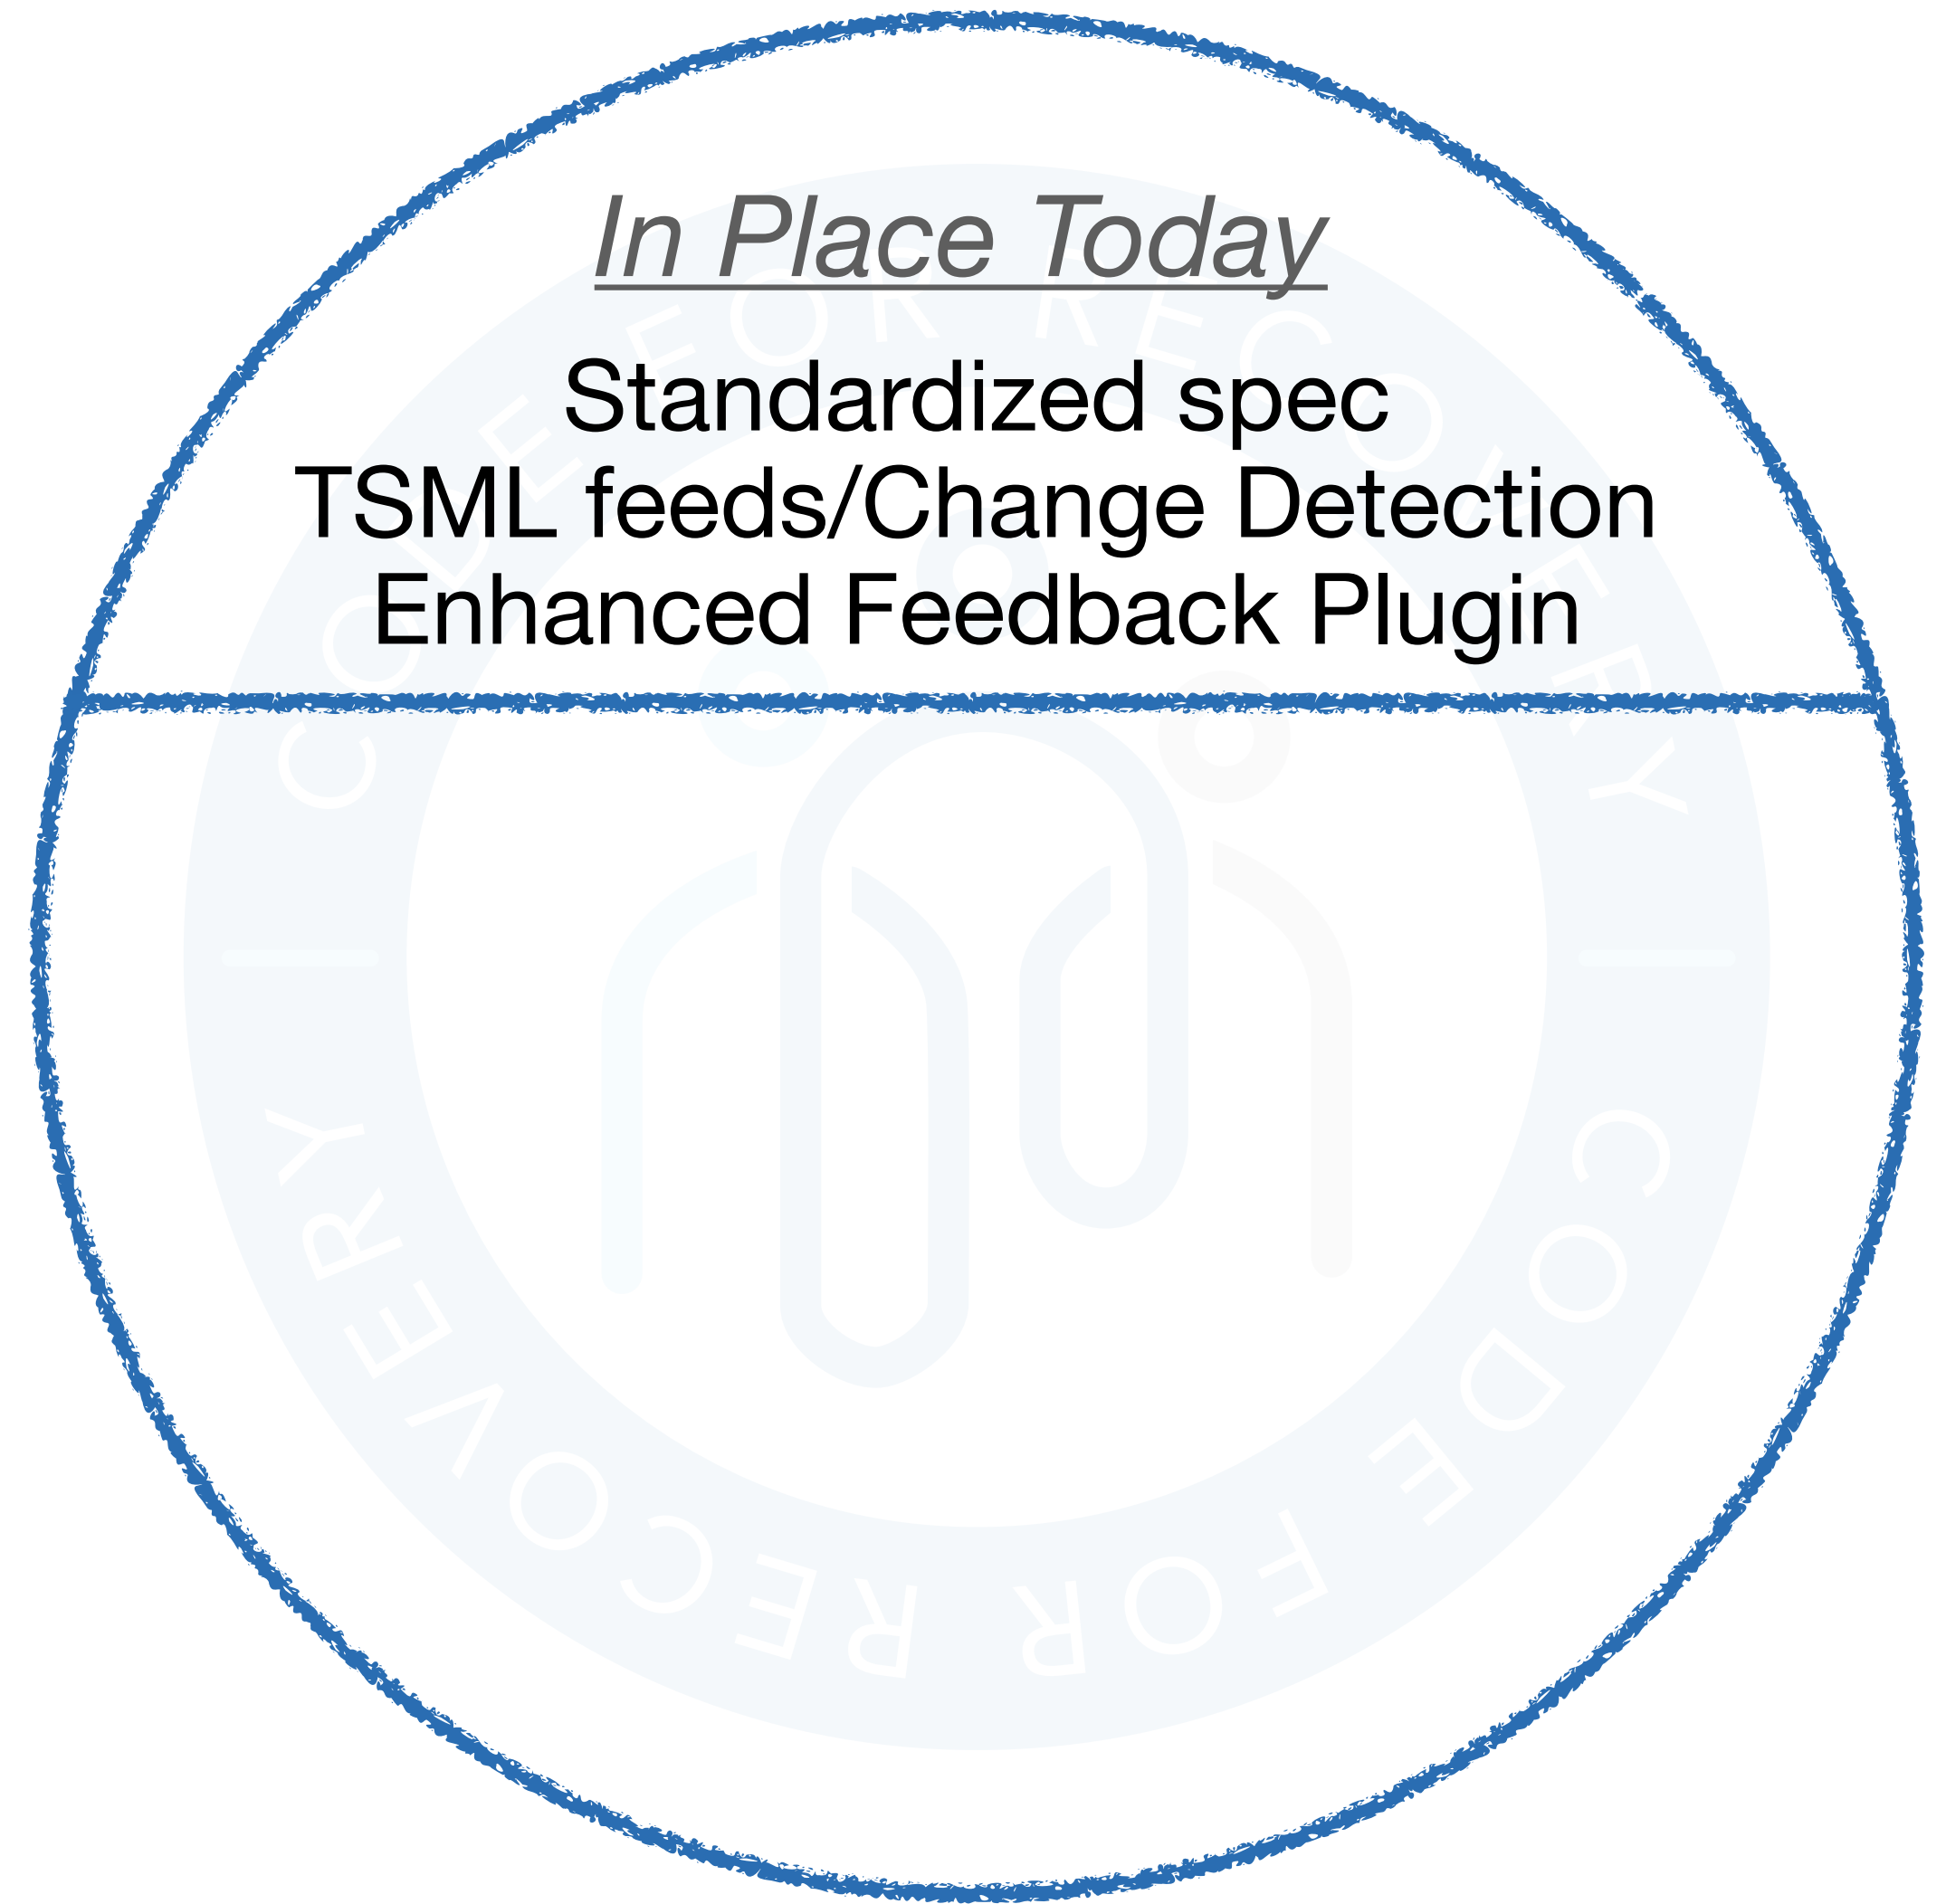 In Place Today
Standardized spec
TSML feeds/Change Detection
Enhanced Feedback Plugin
CODE FOR RECOVERY
CODE FOR RECOVERY